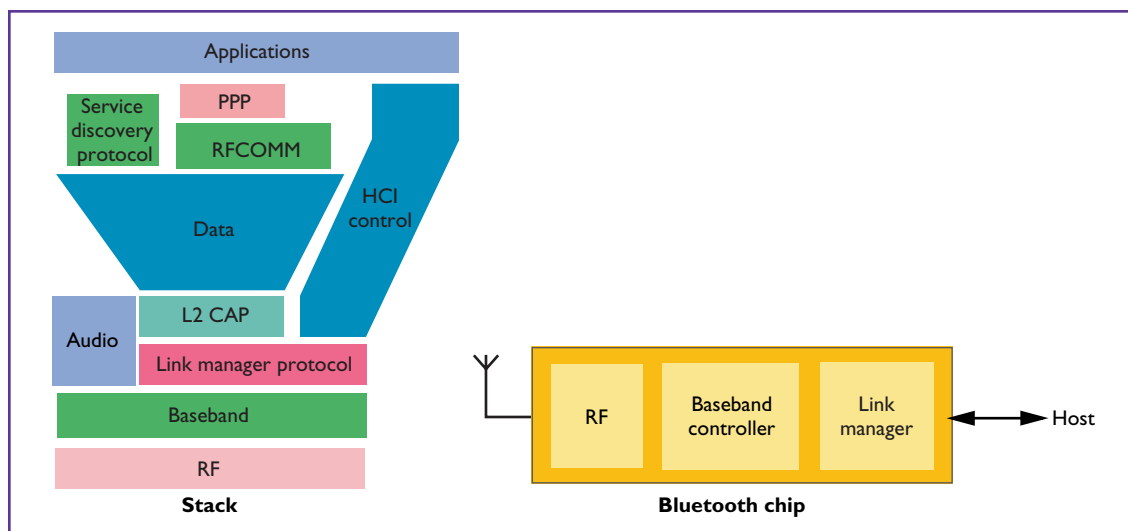 Applications
Service
discovery
protocol
PPP
RFCOMM
HCI
control
Data
L2 CAP
Audio
Link manager protocol
Baseband
RF
Stack
RF
Baseband
controller
Link
manager
Host
Bluetooth chip